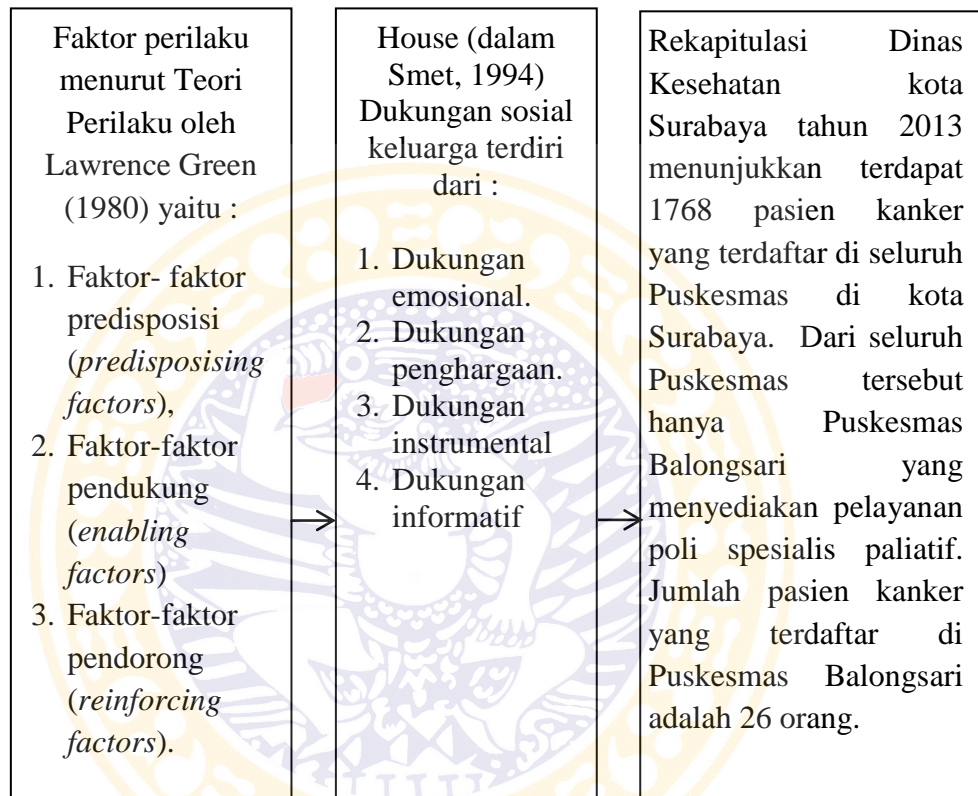 Faktor perilaku
menurut Teori
Perilaku oleh
Lawrence Green
(1980) yaitu :
1. Faktor- faktor
predisposisi
(predisposising
factors),
2. Faktor-faktor
pendukung
(enabling
factors)
3. Faktor-faktor
pendorong
(reinforcing
factors).
House (dalam
Smet, 1994)
Dukungan sosial
keluarga terdiri
dari :
1. Dukungan
emosional.
2. Dukungan
penghargaan.
3. Dukungan
instrumental
4. Dukungan
informatif
Rekapitulasi Dinas
Kesehatan kota
Surabaya tahun 2013
menunjukkan terdapat
1768 pasien kanker
yang terdaftar di seluruh
Puskesmas di kota
Surabaya. Dari seluruh
Puskesmas tersebut
hanya Puskesmas
Balongsari yang
menyediakan pelayanan
poli spesialis paliatif.
Jumlah pasien kanker
yang terdaftar di
Puskesmas Balongsari
adalah 26 orang.